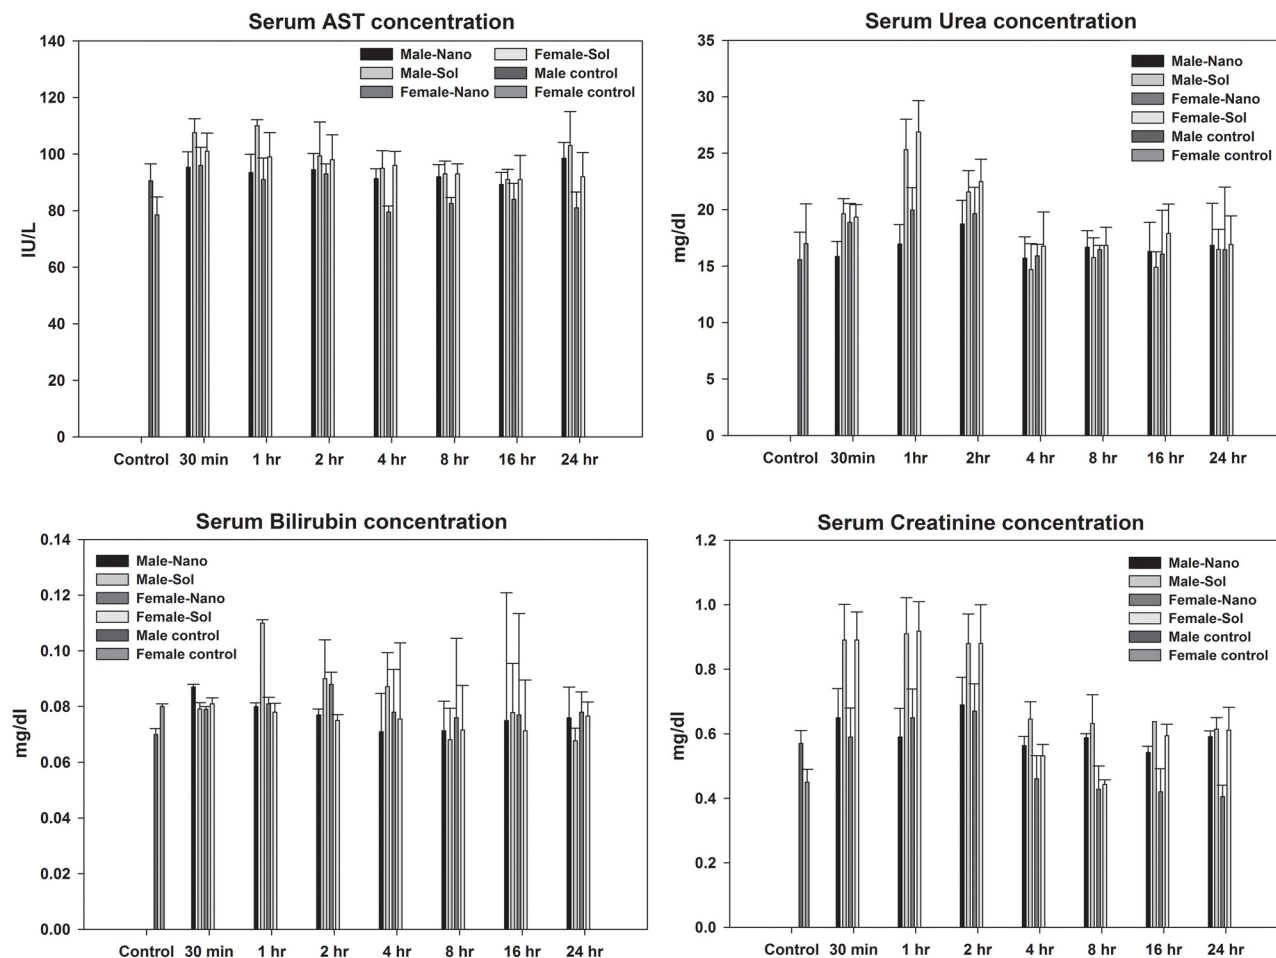 Serum AST concentration
140
120
100
80
60
40
20
0
IU/L
Male-Nano
Male-Sol
Female-Nano
Female-Sol
Male control
Female control
Control 30 min 1 hr 2 hr 4 hr 8 hr 16 hr 24 hr
Serum Urea concentration
35
30
25
20
15
10
5
0
mg/dl
Male-Nano
Male-Sol
Female-Nano
Female-Sol
Male control
Female control
Control 30min 1hr 2hr 4 hr 8 hr 16 hr 24 hr
Serum Bilirubin concentration
0.14
0.12
0.10
0.08
0.06
0.04
0.02
0.00
mg/dl
Male-Nano
Male-Sol
Female-Nano
Female-Sol
Male control
Female control
Control 30 min 1 hr 2 hr 4 hr 8 hr 16 hr 24 hr
Serum Creatinine concentration
1.2
1.0
0.8
0.6
0.4
0.2
0.0
mg/dl
Male-Nano
Male-Sol
Female-Nano
Female-Sol
Male control
Female control
Control 30 min 1 hr 2 hr 4 hr 8 hr 16 hr 24 hr